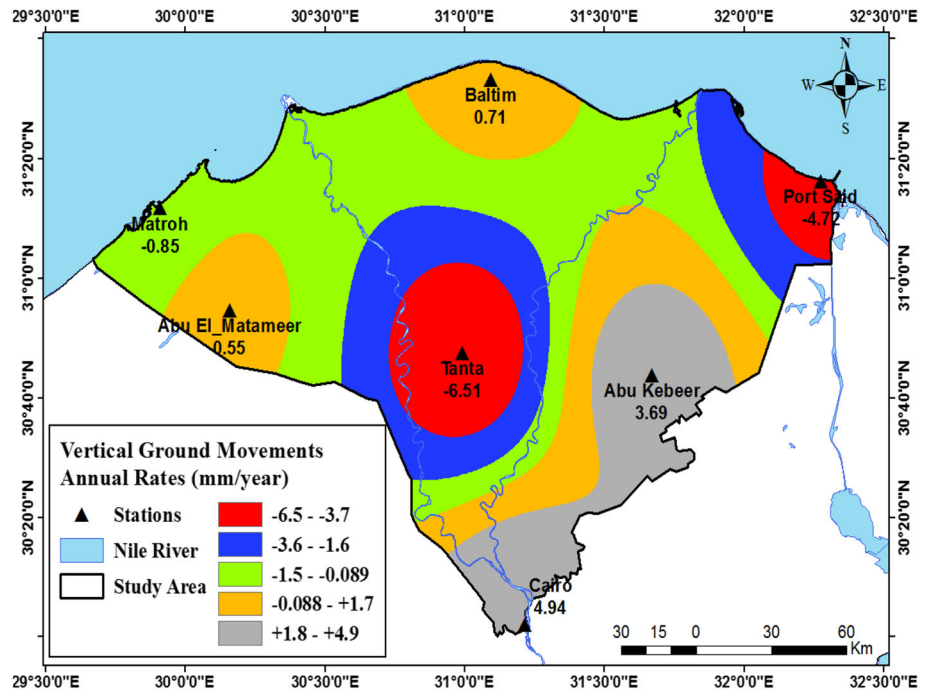 29°30'0"E 30°0'0"E 30°30'0"E 31°0'0"E 31°30'0"E 32°0'0"E 32°30'0"E
N
W E
S
Baltim
0.71
31°20'0"N 31°20'0"N
Port Said
-4.72
Matroh
-0.85
31°0'0"N 31°0'0"N
Abu El_Matameer
0.55
Tanta
-6.51
Abu Kebeer
3.69
30°40'0"N 30°40'0"N
Vertical Ground Movements
Annual Rates (mm/year)
Stations
Nile River
Study Area
-6.5 - -3.7
-3.6 - -1.6
-1.5 - -0.089
-0.088 - +1.7
+1.8 - +4.9
30°20'0"N 30°20'0"N
Cairo
4.94
30 15 0 30 60
Km
29°30'0"E 30°0'0"E 30°30'0"E 31°0'0"E 31°30'0"E 32°0'0"E 32°30'0"E